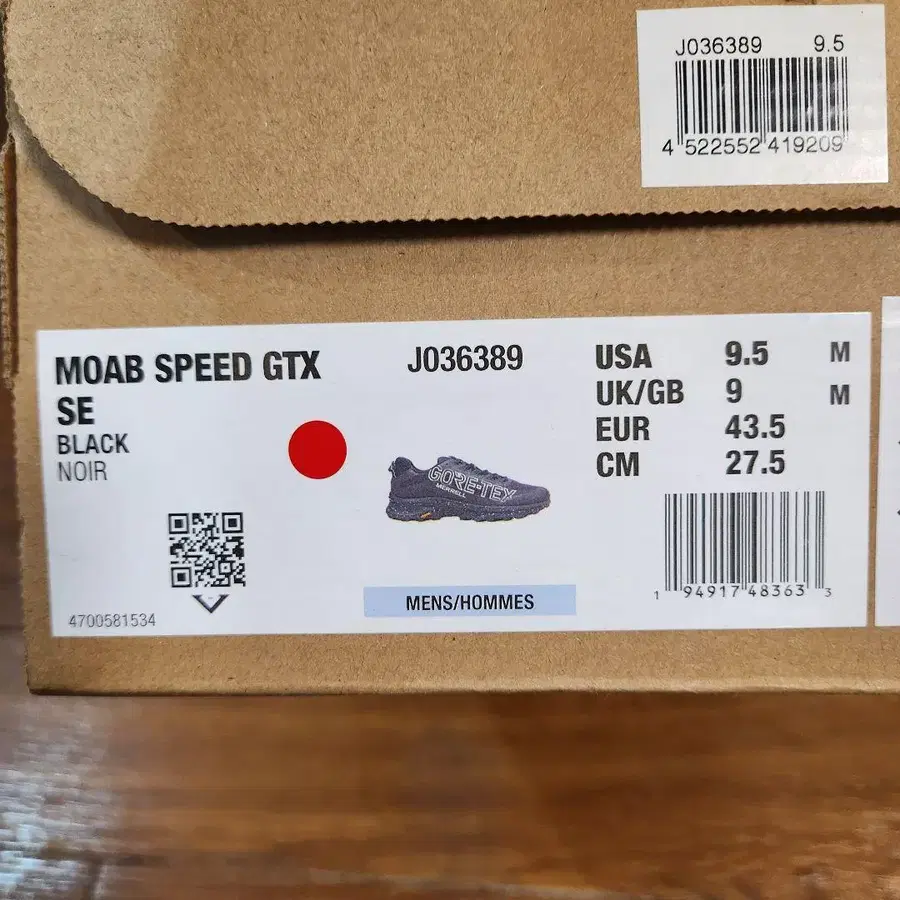 J036389 9.5
4 522552 419209
MOAB SPEED GTX
SE
BLACK
NOIR
4700581534
J036389
GORE-TEX
MERRELL
MENS/HOMMES
USA 9.5 M
UK/GB 9 M
EUR 43.5
CM 27.5
1 94917 48363 3